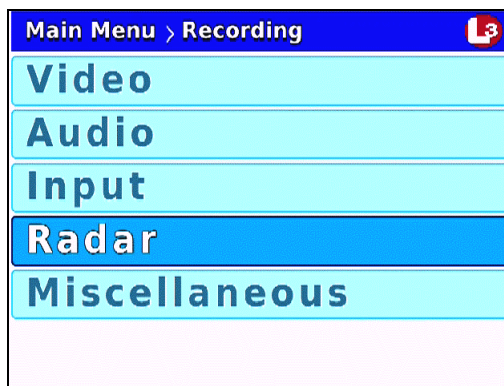 Main Menu > Recording
L3
Video
Audio
Input
Radar
Miscellaneous